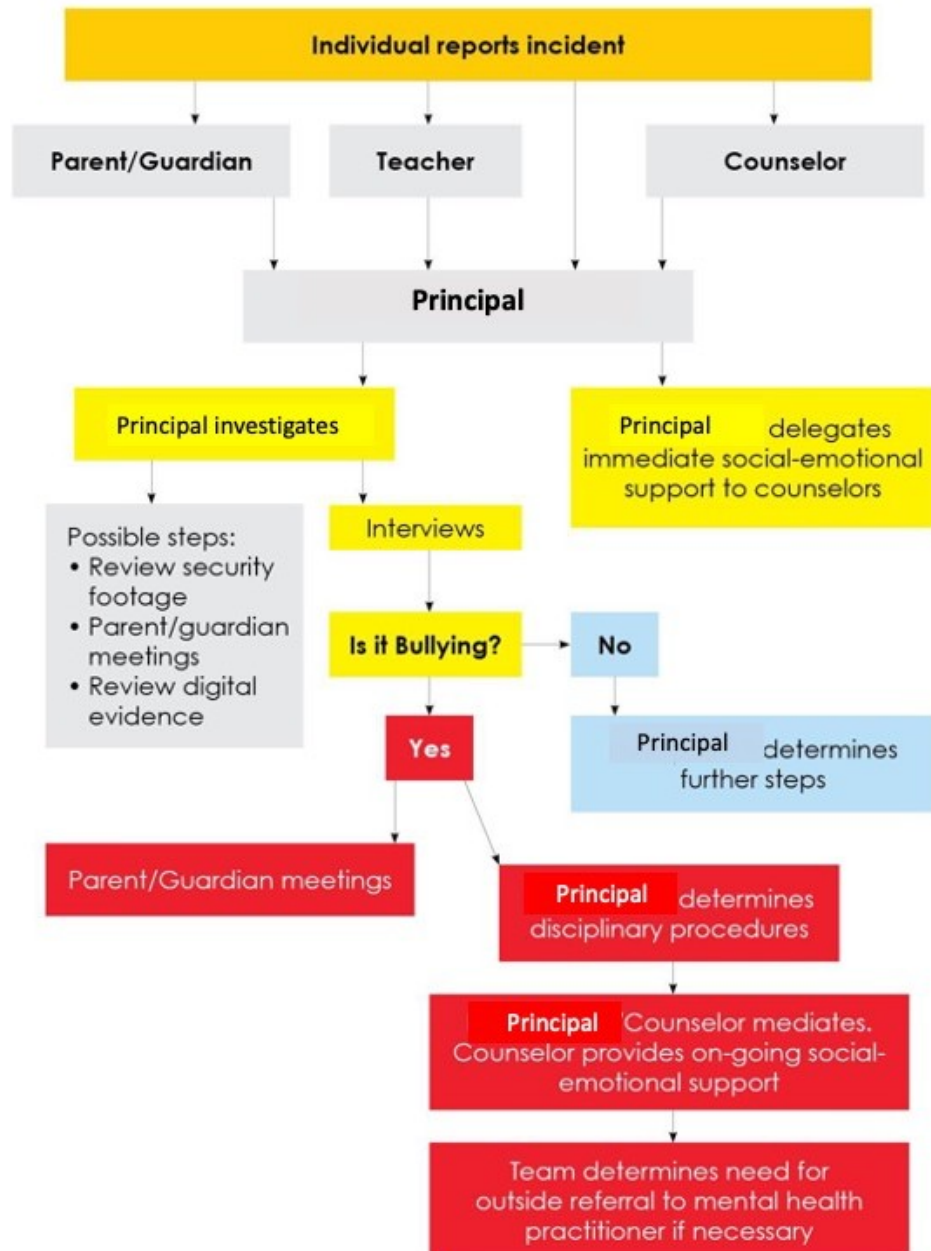 Individual reports incident
Parent/Guardian
Teacher
Counselor
Principal
Principal investigates
Principal delegates
immediate social-emotional
support to counselors
Possible steps:
• Review security
footage
• Parent/guardian
meetings
• Review digital
evidence
Interviews
Is it Bullying?
No
Yes
Principal determines
further steps
Parent/Guardian meetings
Principal determines
disciplinary procedures
Principal /Counselor mediates.
Counselor provides on-going social-
emotional support
Team determines need for
outside referral to mental health
practitioner if necessary